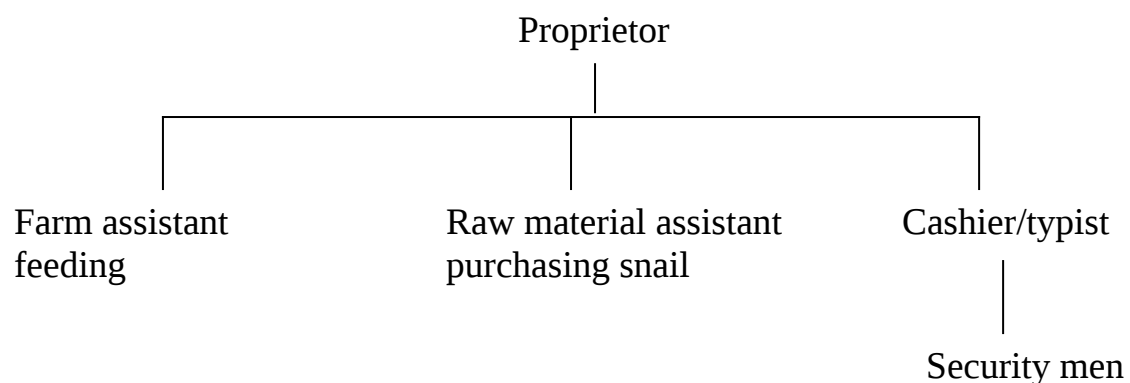 Proprietor
Farm assistant
feeding
Raw material assistant
purchasing snail
Cashier/typist
Security men